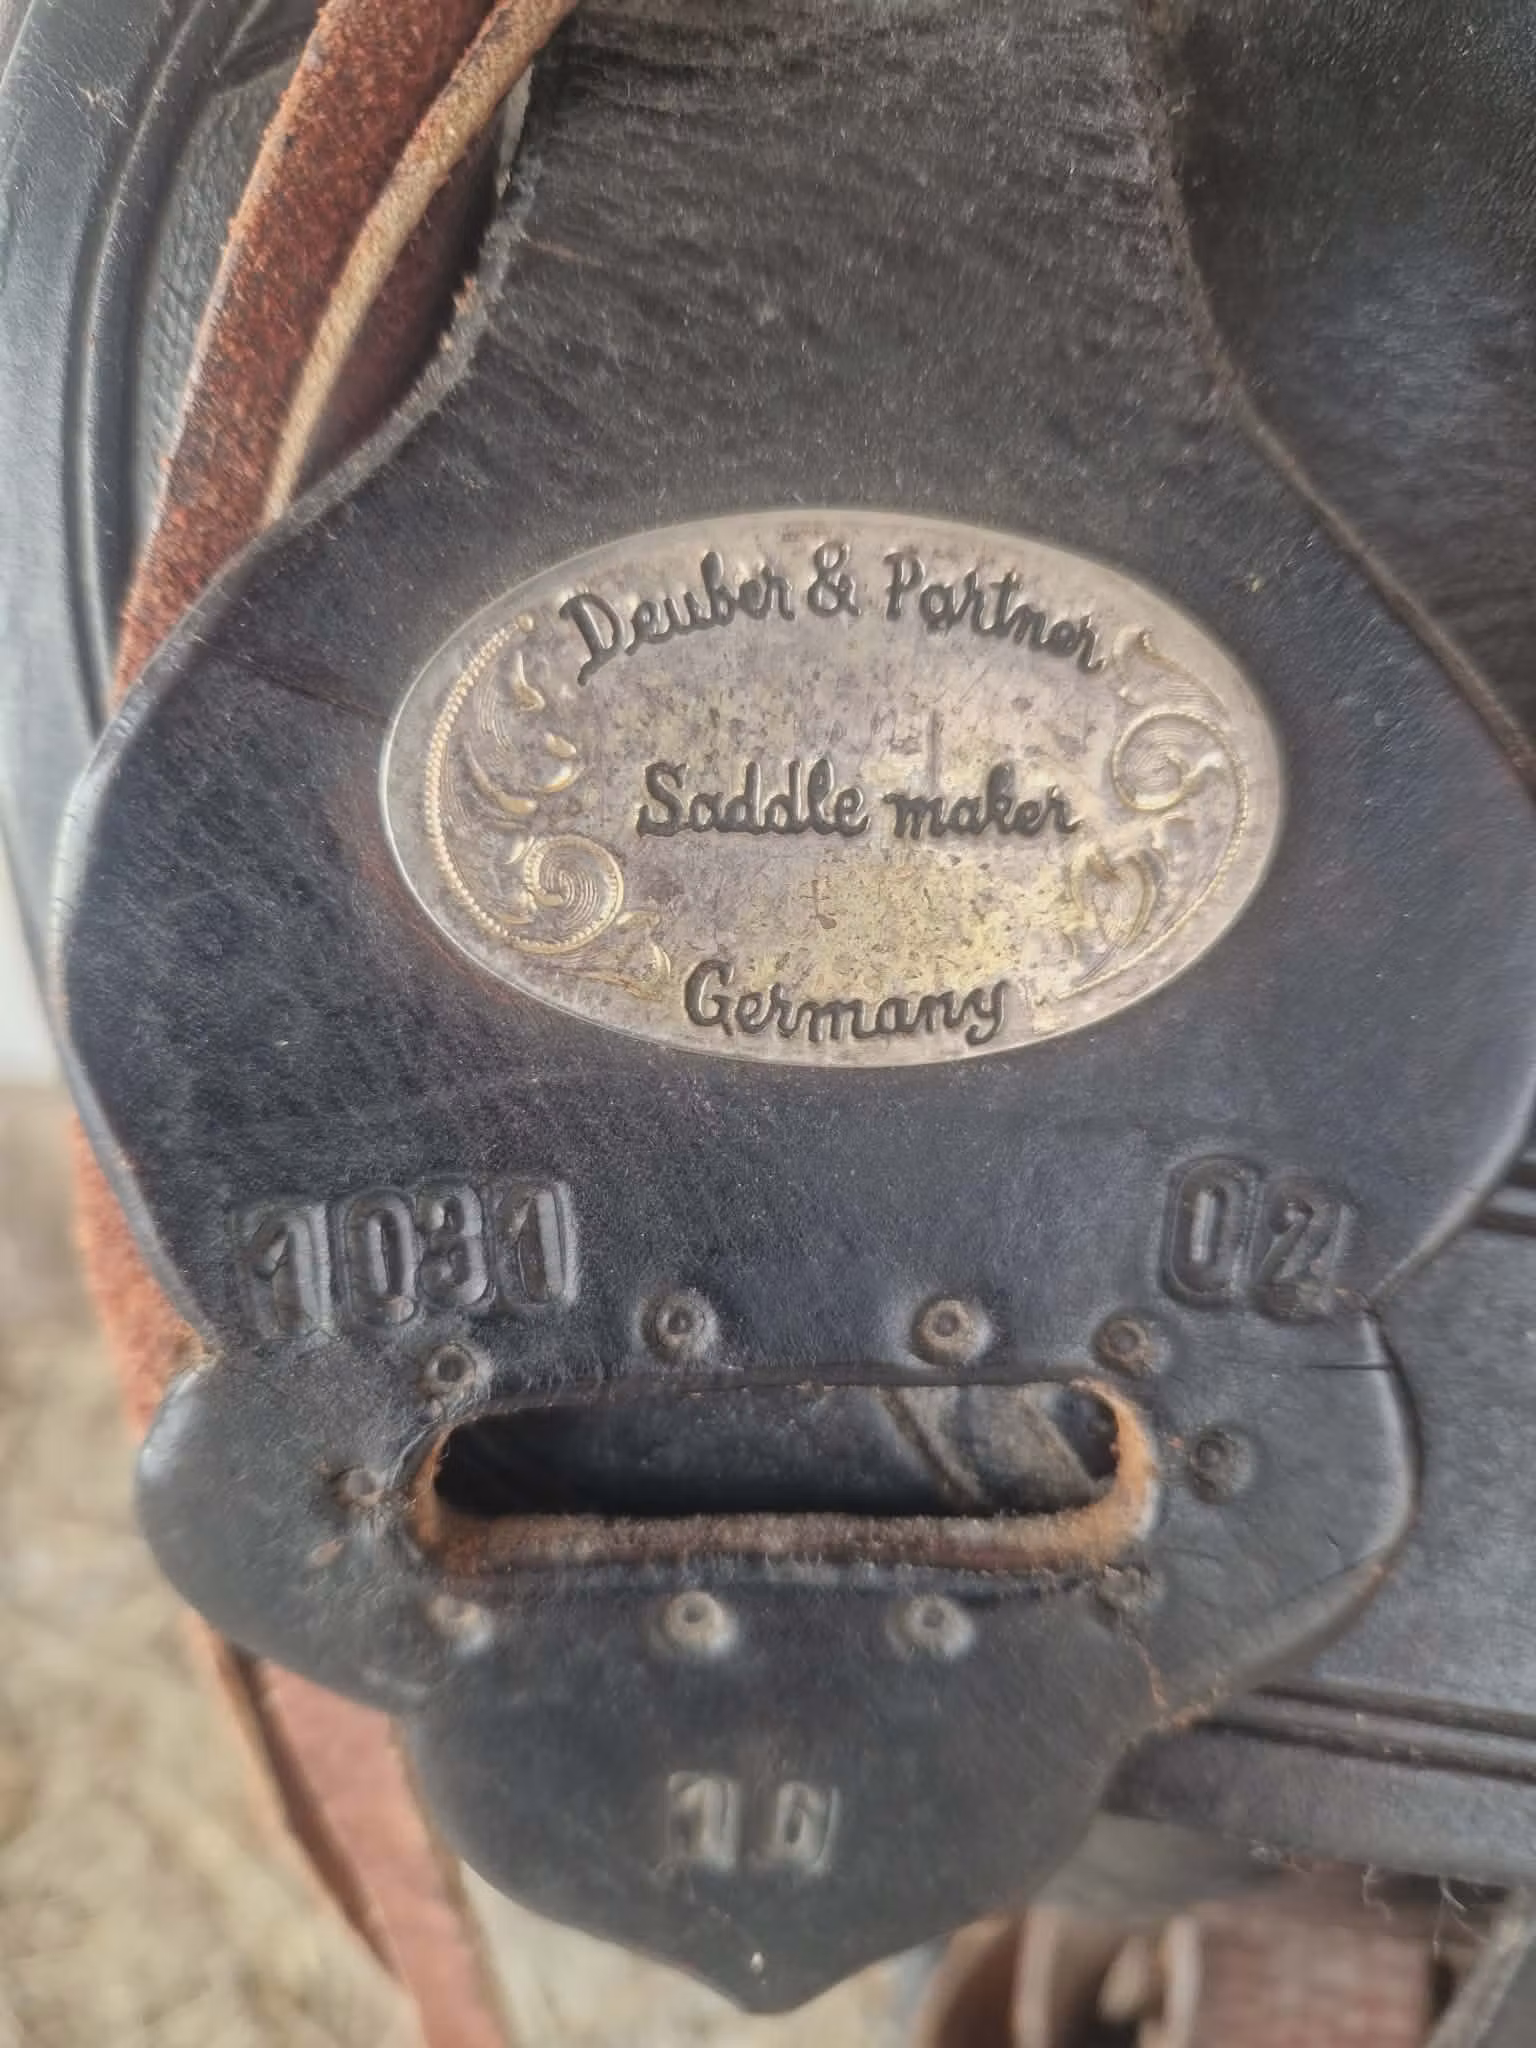 Deuber & Partner
Saddle maker
Germany
1031 02
16